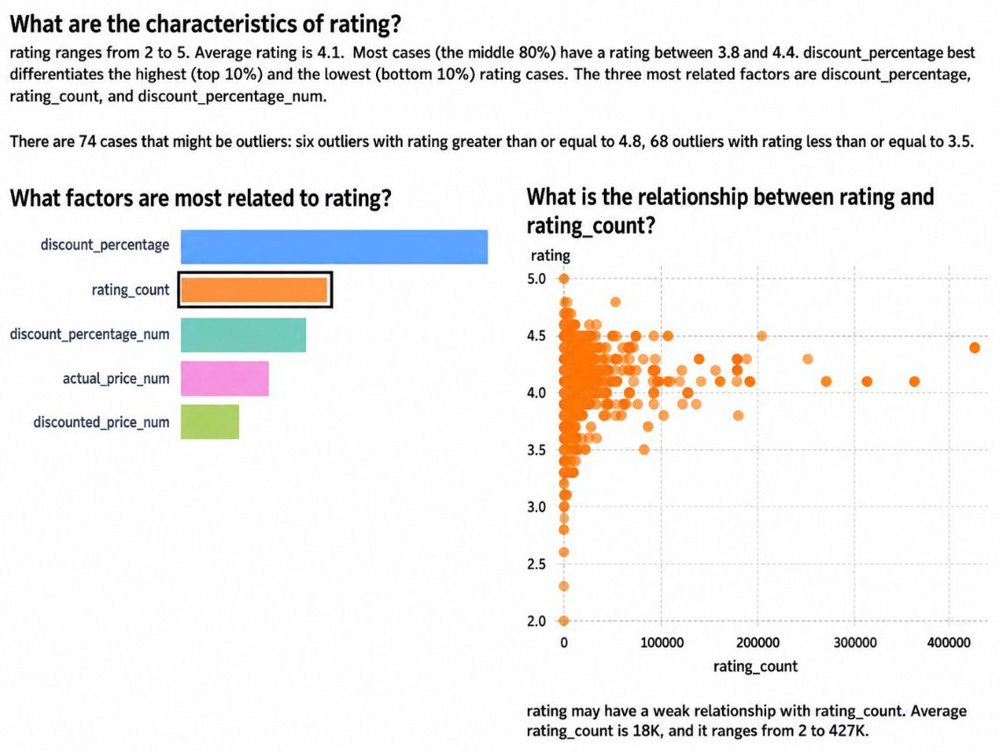 What are the characteristics of rating?
rating ranges from 2 to 5. Average rating is 4.1. Most cases (the middle 80%) have a rating between 3.8 and 4.4. discount_percentage best
differentiates the highest (top 10%) and the lowest (bottom 10%) rating cases. The three most related factors are discount_percentage,
rating_count, and discount_percentage_num.
There are 74 cases that might be outliers: six outliers with rating greater than or equal to 4.8, 68 outliers with rating less than or equal to 3.5.
What factors are most related to rating?
discount_percentage
rating_count
discount_percentage_num
actual_price_num
discounted_price_num
What is the relationship between rating and
rating_count?
rating
5.0
4.5
4.0
3.5
3.0
2.5
2.0
0 100000 200000 300000 400000
rating_count
rating may have a weak relationship with rating_count. Average
rating_count is 18K, and it ranges from 2 to 427K.